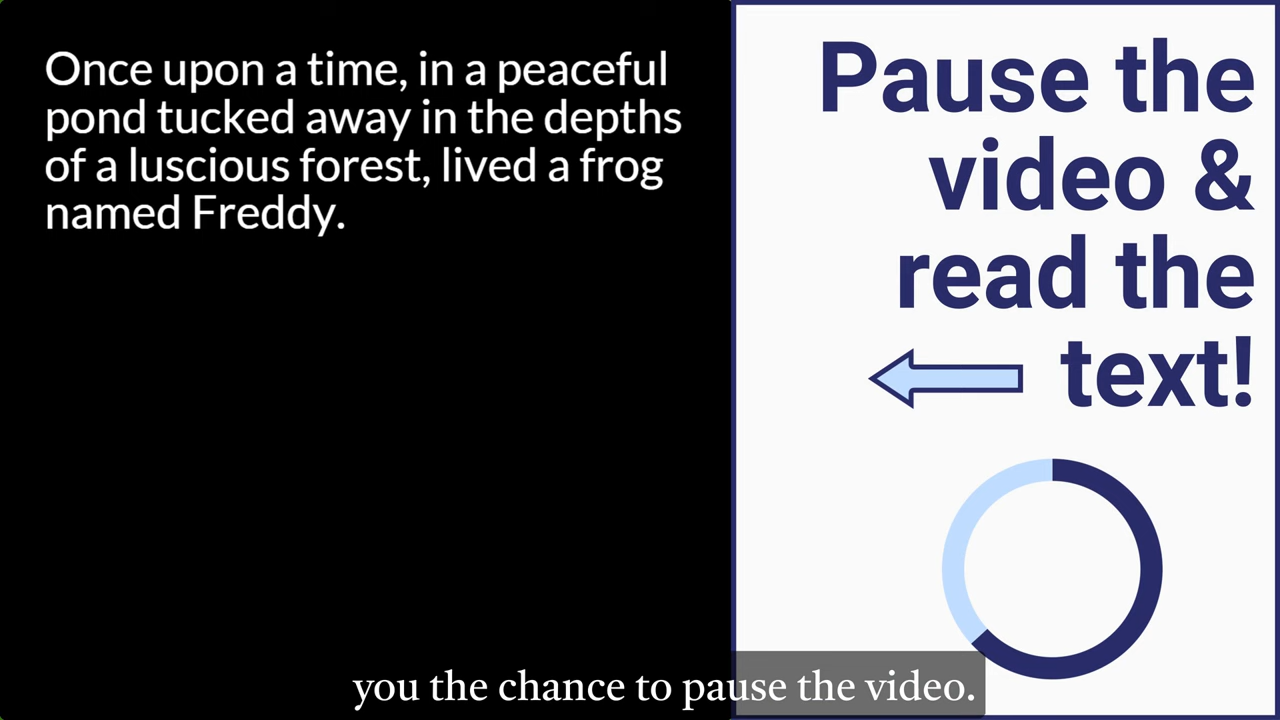 Once upon a time, in a peaceful
pond tucked away in the depths
of a luscious forest, lived a frog
named Freddy.
Pause the
video &
read the
text!
you the chance to pause the video.